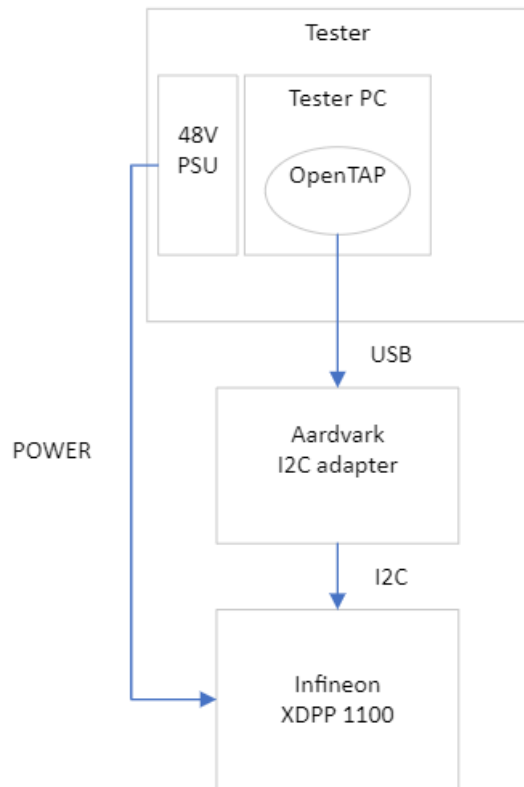 Tester
48V
PSU
Tester PC
OpenTAP
USB
POWER
Aardvark
I2C adapter
I2C
Infineon
XDPP 1100